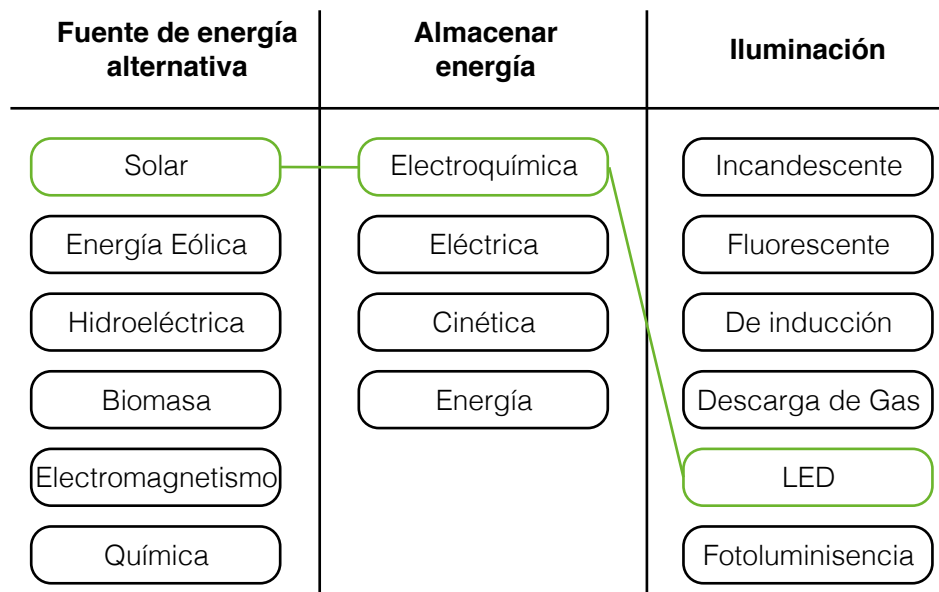 Fuente de energía
alternativa
Almacenar
energía
Iluminación
Solar
Electroquímica
Incandescente
Energía Eólica
Eléctrica
Fluorescente
Hidroeléctrica
Cinética
De inducción
Biomasa
Energía
Descarga de Gas
Electromagnetismo
LED
Química
Fotoluminisencia